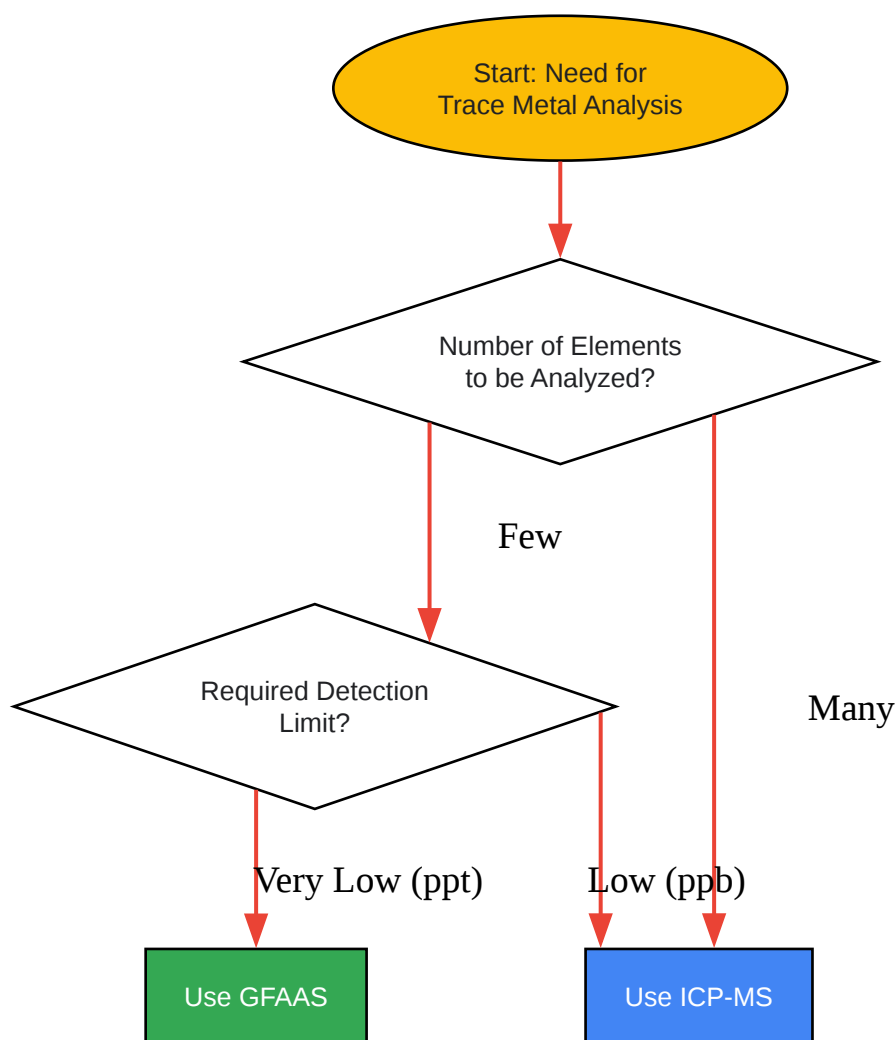 Start: Need for
Trace Metal Analysis
Number of Elements
to be Analyzed?
Few
Required Detection
Limit?
Many
Very Low (ppt)
Low (ppb)
Use GFAAS
Use ICP-MS